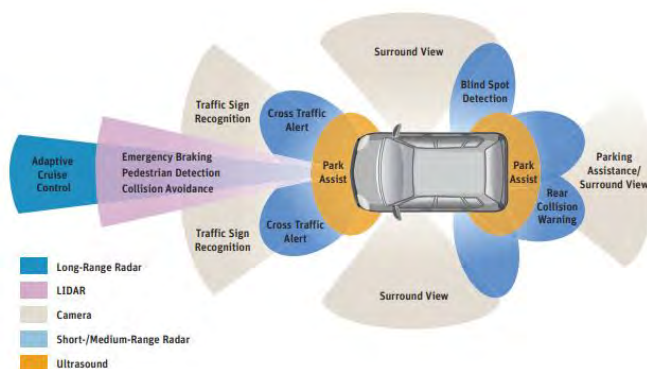 Surround View
Blind Spot
Detection
Traffic Sign
Recognition
Cross Traffic
Alert
Adaptive
Cruise
Control
Emergency Braking
Pedestrian Detection
Collision Avoidance
Park
Assist
Park
Assist
Parking
Assistance/
Surround View
Rear
Collision
Warning
Traffic Sign
Recognition
Cross Traffic
Alert
Surround View
Long-Range Radar
LIDAR
Camera
Short-/Medium-Range Radar
Ultrasound